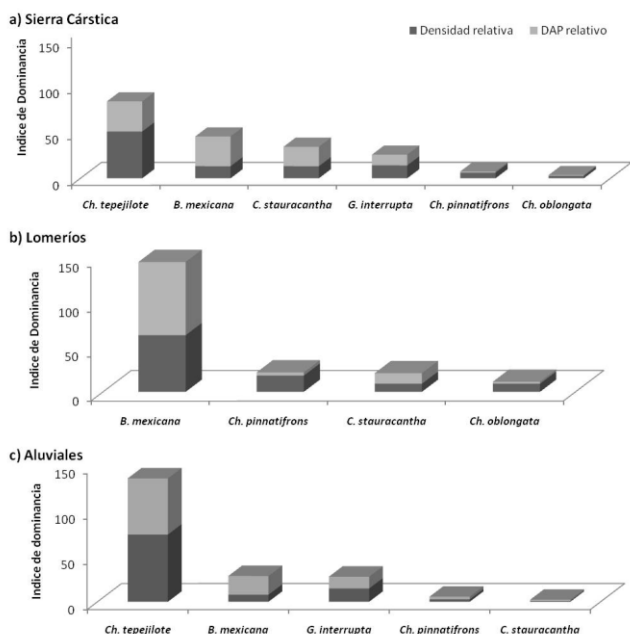 a) Sierra Cárstica
Densidad relativa DAP relativo
Indice de Dominancia
150
100
50
0
Ch. tepejilote B. mexicana C. stauracantha G. interrupta Ch. pinnatifrons Ch. oblongata
b) Lomeríos
Indice de Dominancia
150
100
50
0
B. mexicana Ch. pinnatifrons C. stauracantha Ch. oblongata
c) Aluviales
Indice de dominancia
150
100
50
0
Ch. tepejilote B. mexicana G. interrupta Ch. pinnatifrons C. stauracantha